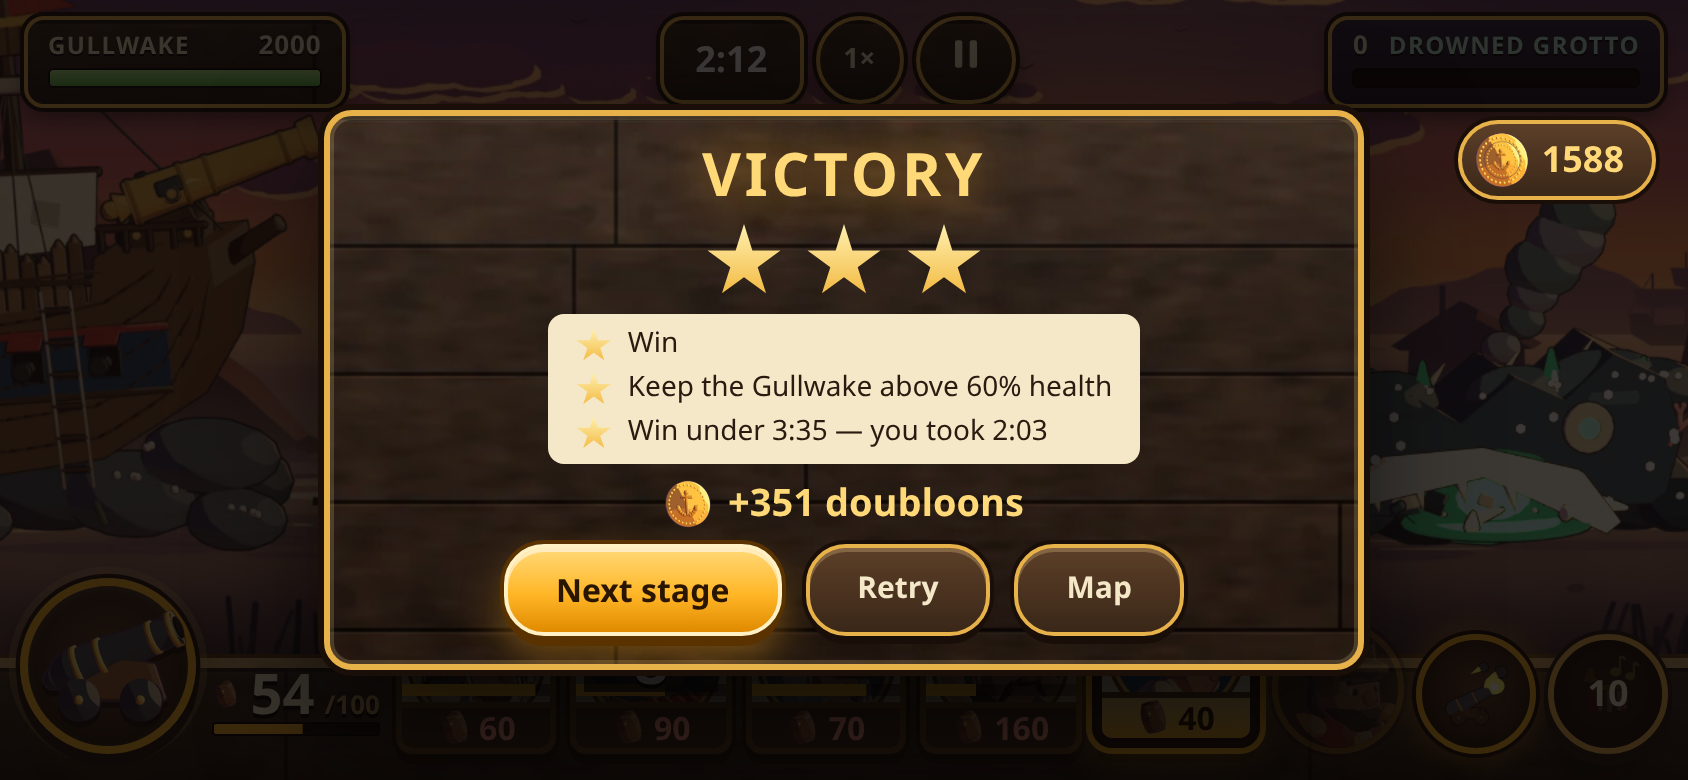 GULLWAKE 2000
2:12
1×
0 DROWNED GROTTO
1588
VICTORY
Win
Keep the Gullwake above 60% health
Win under 3:35 — you took 2:03
+351 doubloons
Next stage
Retry
Map
54 /100
60
90
70
160
40
10